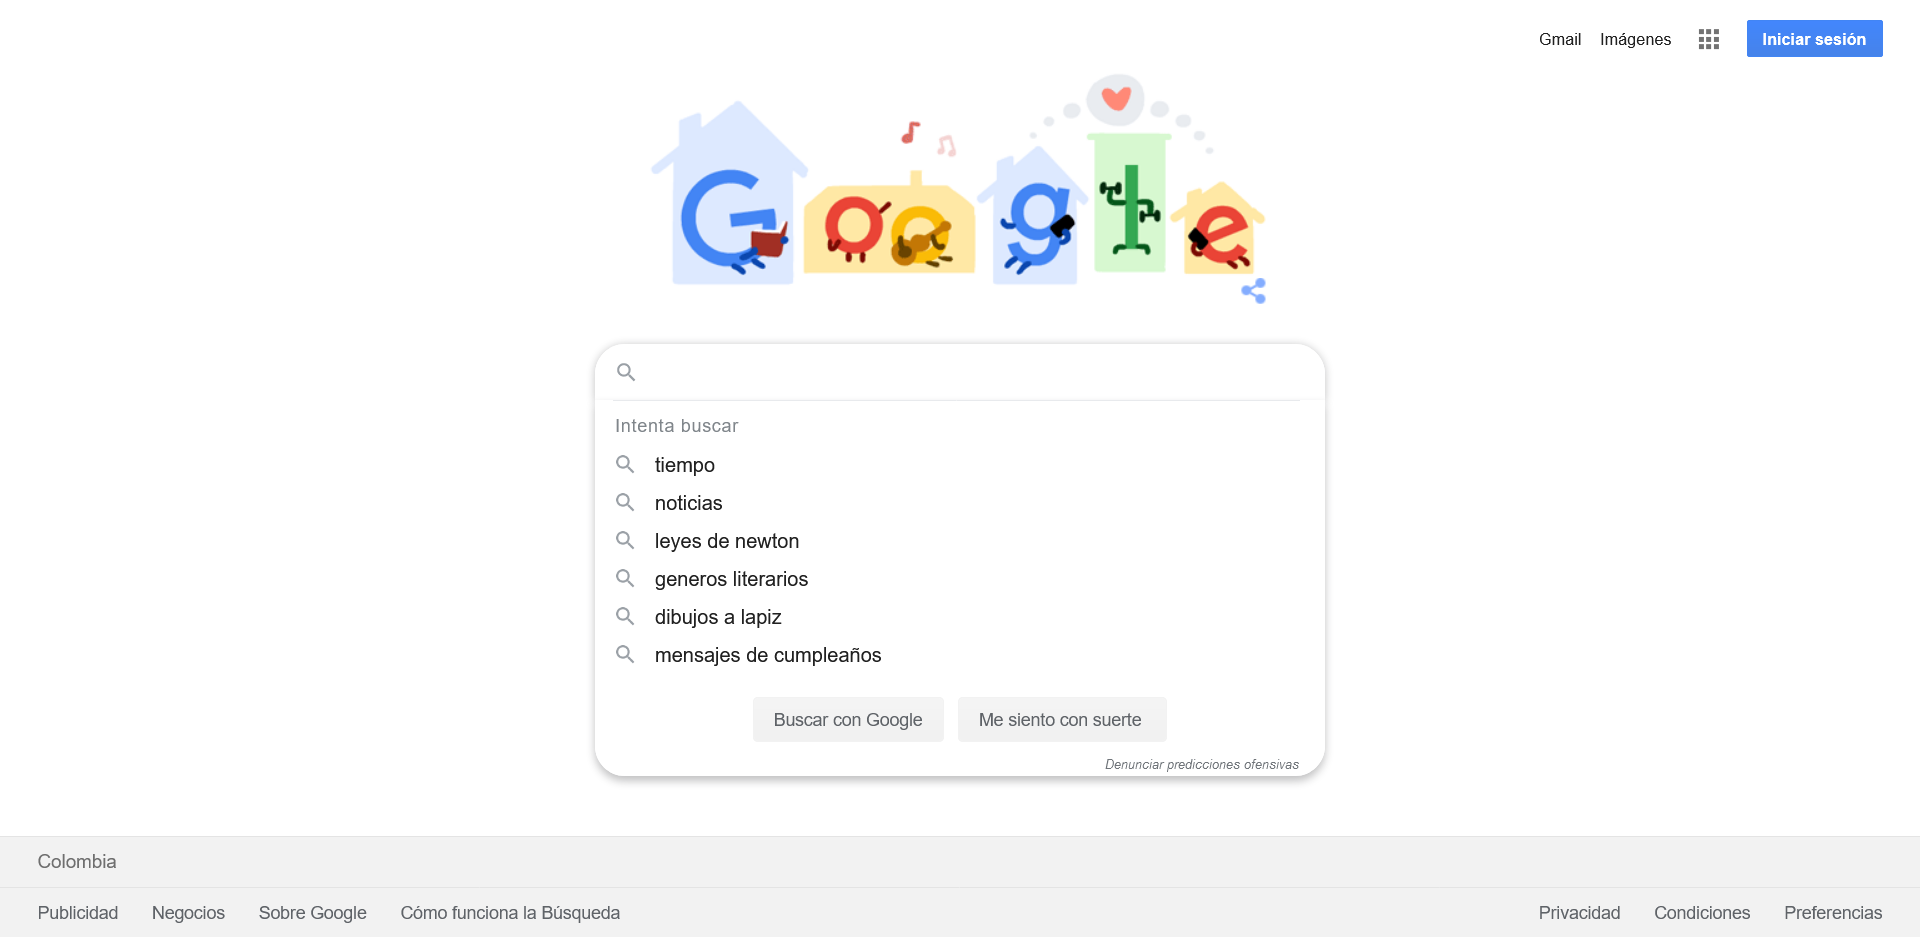 Gmail Imágenes Iniciar sesión
Google
Intenta buscar
tiempo
noticias
leyes de newton
generos literarios
dibujos a lapiz
mensajes de cumpleaños
Buscar con Google Me siento con suerte
Denunciar predicciones ofensivas
Colombia
Publicidad Negocios Sobre Google Cómo funciona la Búsqueda Privacidad Condiciones Preferencias